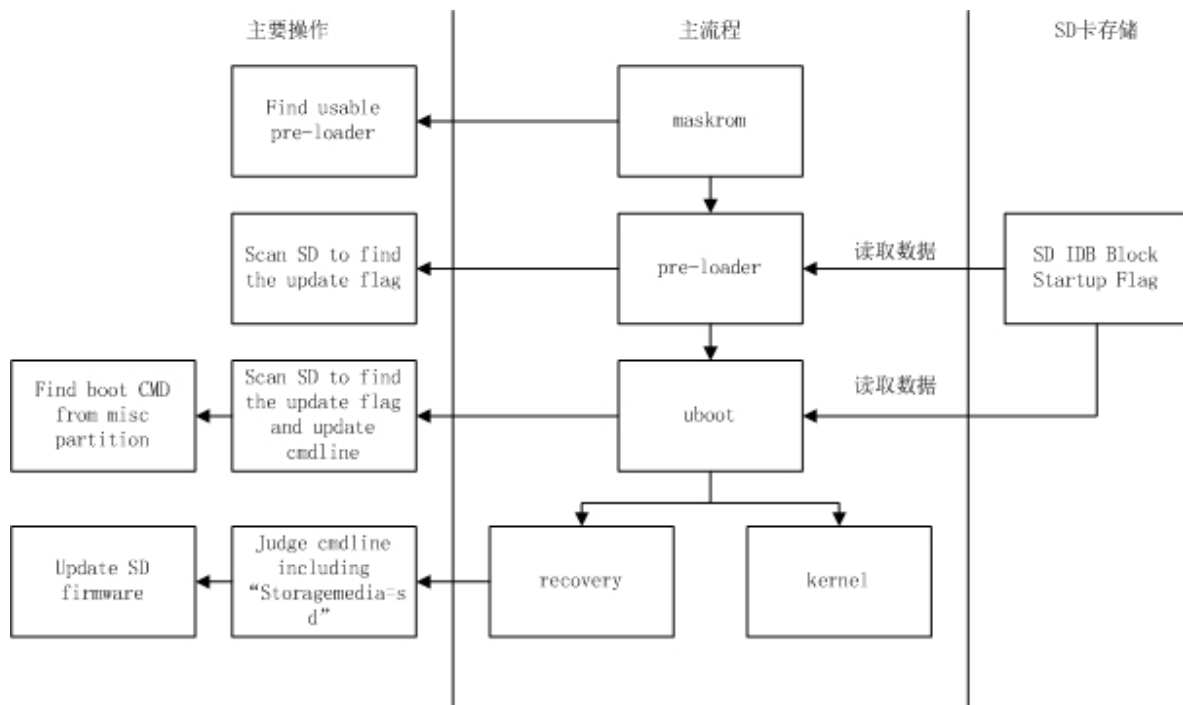 主要操作
主流程
SD卡存储
Find usable
pre-loader
maskrom
Scan SD to find
the update flag
pre-loader
读取数据
SD IDB Block
Startup Flag
Find boot CMD
from misc
partition
Scan SD to find
the update flag
and update
cmdline
uboot
读取数据
Update SD
firmware
Judge cmdline
including
“Storagemedia=s
d”
recovery
kernel